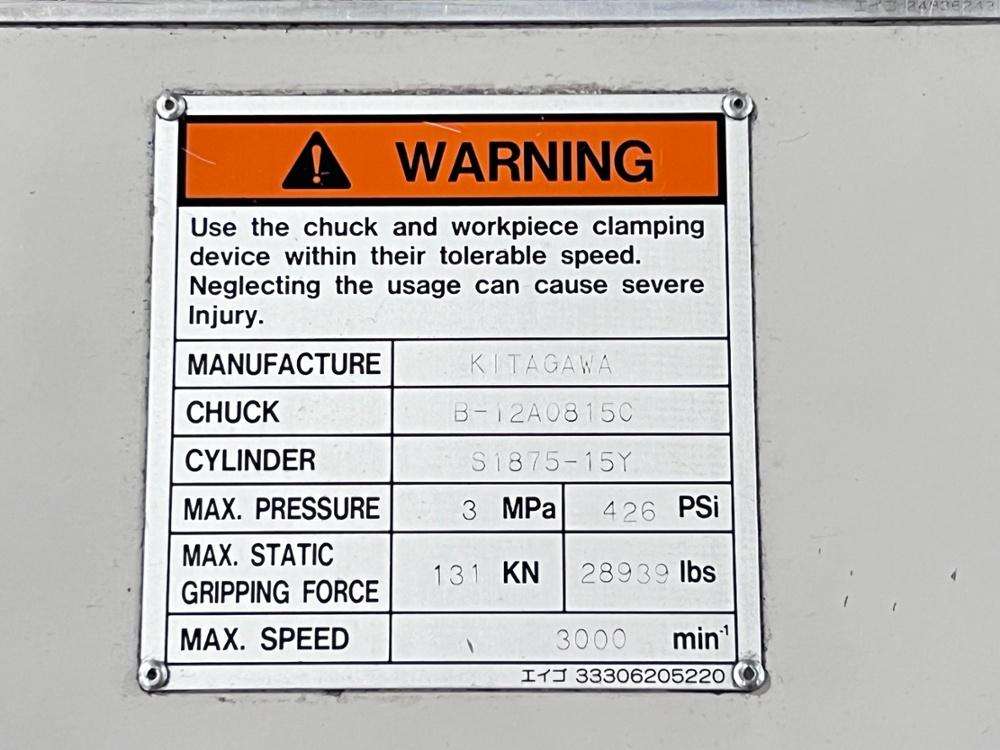 WARNING
Use the chuck and workpiece clamping
device within their tolerable speed.
Neglecting the usage can cause severe
Injury.
MANUFACTURE KITAGAWA
CHUCK B-12A0815C
CYLINDER S1875-15Y
MAX. PRESSURE 3 MPa 426 PSi
MAX. STATIC
GRIPPING FORCE 131 KN 28939 lbs
MAX. SPEED 3000 min⁻¹
エイゴ 33306205220